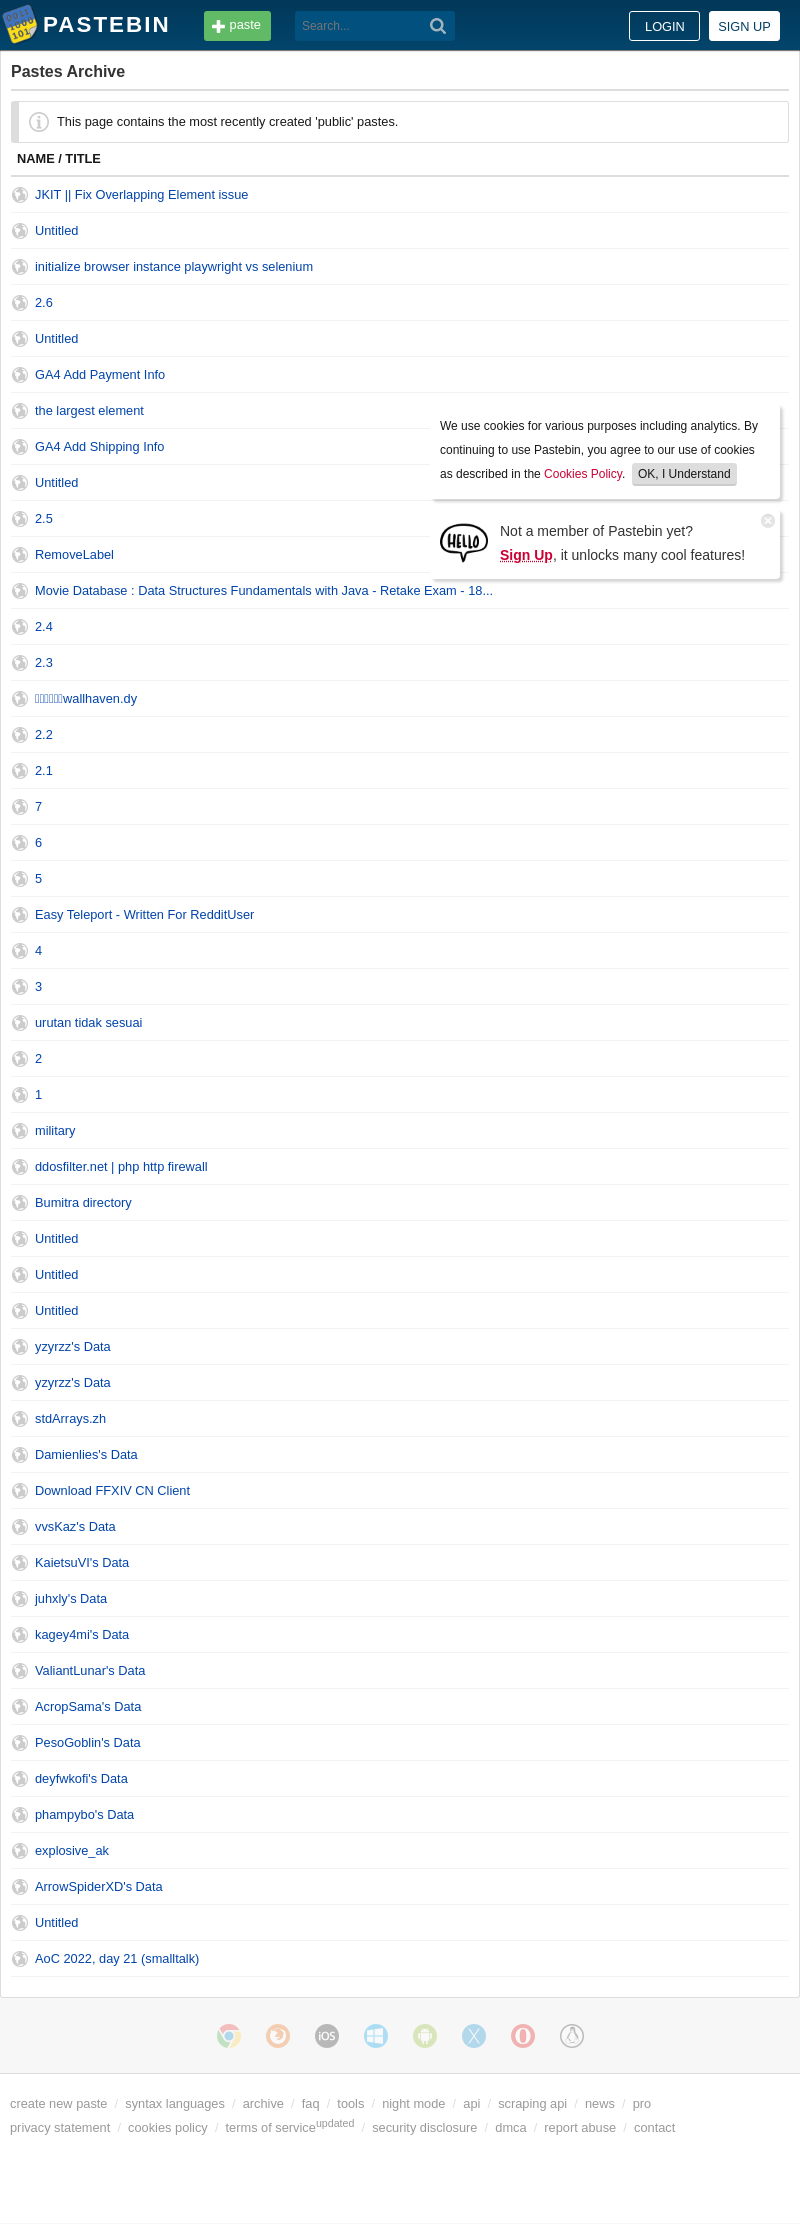 PASTEBIN
paste
Search...
LOGIN
SIGN UP
Pastes Archive
This page contains the most recently created 'public' pastes.
NAME / TITLE
JKIT || Fix Overlapping Element issue
Untitled
initialize browser instance playwright vs selenium
2.6
Untitled
GA4 Add Payment Info
the largest element
GA4 Add Shipping Info
Untitled
2.5
RemoveLabel
Movie Database : Data Structures Fundamentals with Java - Retake Exam - 18...
We use cookies for various purposes including analytics. By
continuing to use Pastebin, you agree to our use of cookies
as described in the Cookies Policy. OK, I Understand
HELLO
Not a member of Pastebin yet?
Sign Up, it unlocks many cool features!
2.4
2.3
wallhaven.dy
2.2
2.1
7
6
5
Easy Teleport - Written For RedditUser
4
3
urutan tidak sesuai
2
1
military
ddosfilter.net | php http firewall
Bumitra directory
Untitled
Untitled
Untitled
yzyrzz's Data
yzyrzz's Data
stdArrays.zh
Damienlies's Data
Download FFXIV CN Client
vvsKaz's Data
KaietsuVI's Data
juhxly's Data
kagey4mi's Data
ValiantLunar's Data
AcropSama's Data
PesoGoblin's Data
deyfwkofi's Data
phampybo's Data
explosive_ak
ArrowSpiderXD's Data
Untitled
AoC 2022, day 21 (smalltalk)
iOS
create new paste / syntax languages / archive / faq / tools / night mode / api / scraping api / news / pro
privacy statement / cookies policy / terms of serviceupdated / security disclosure / dmca / report abuse / contact